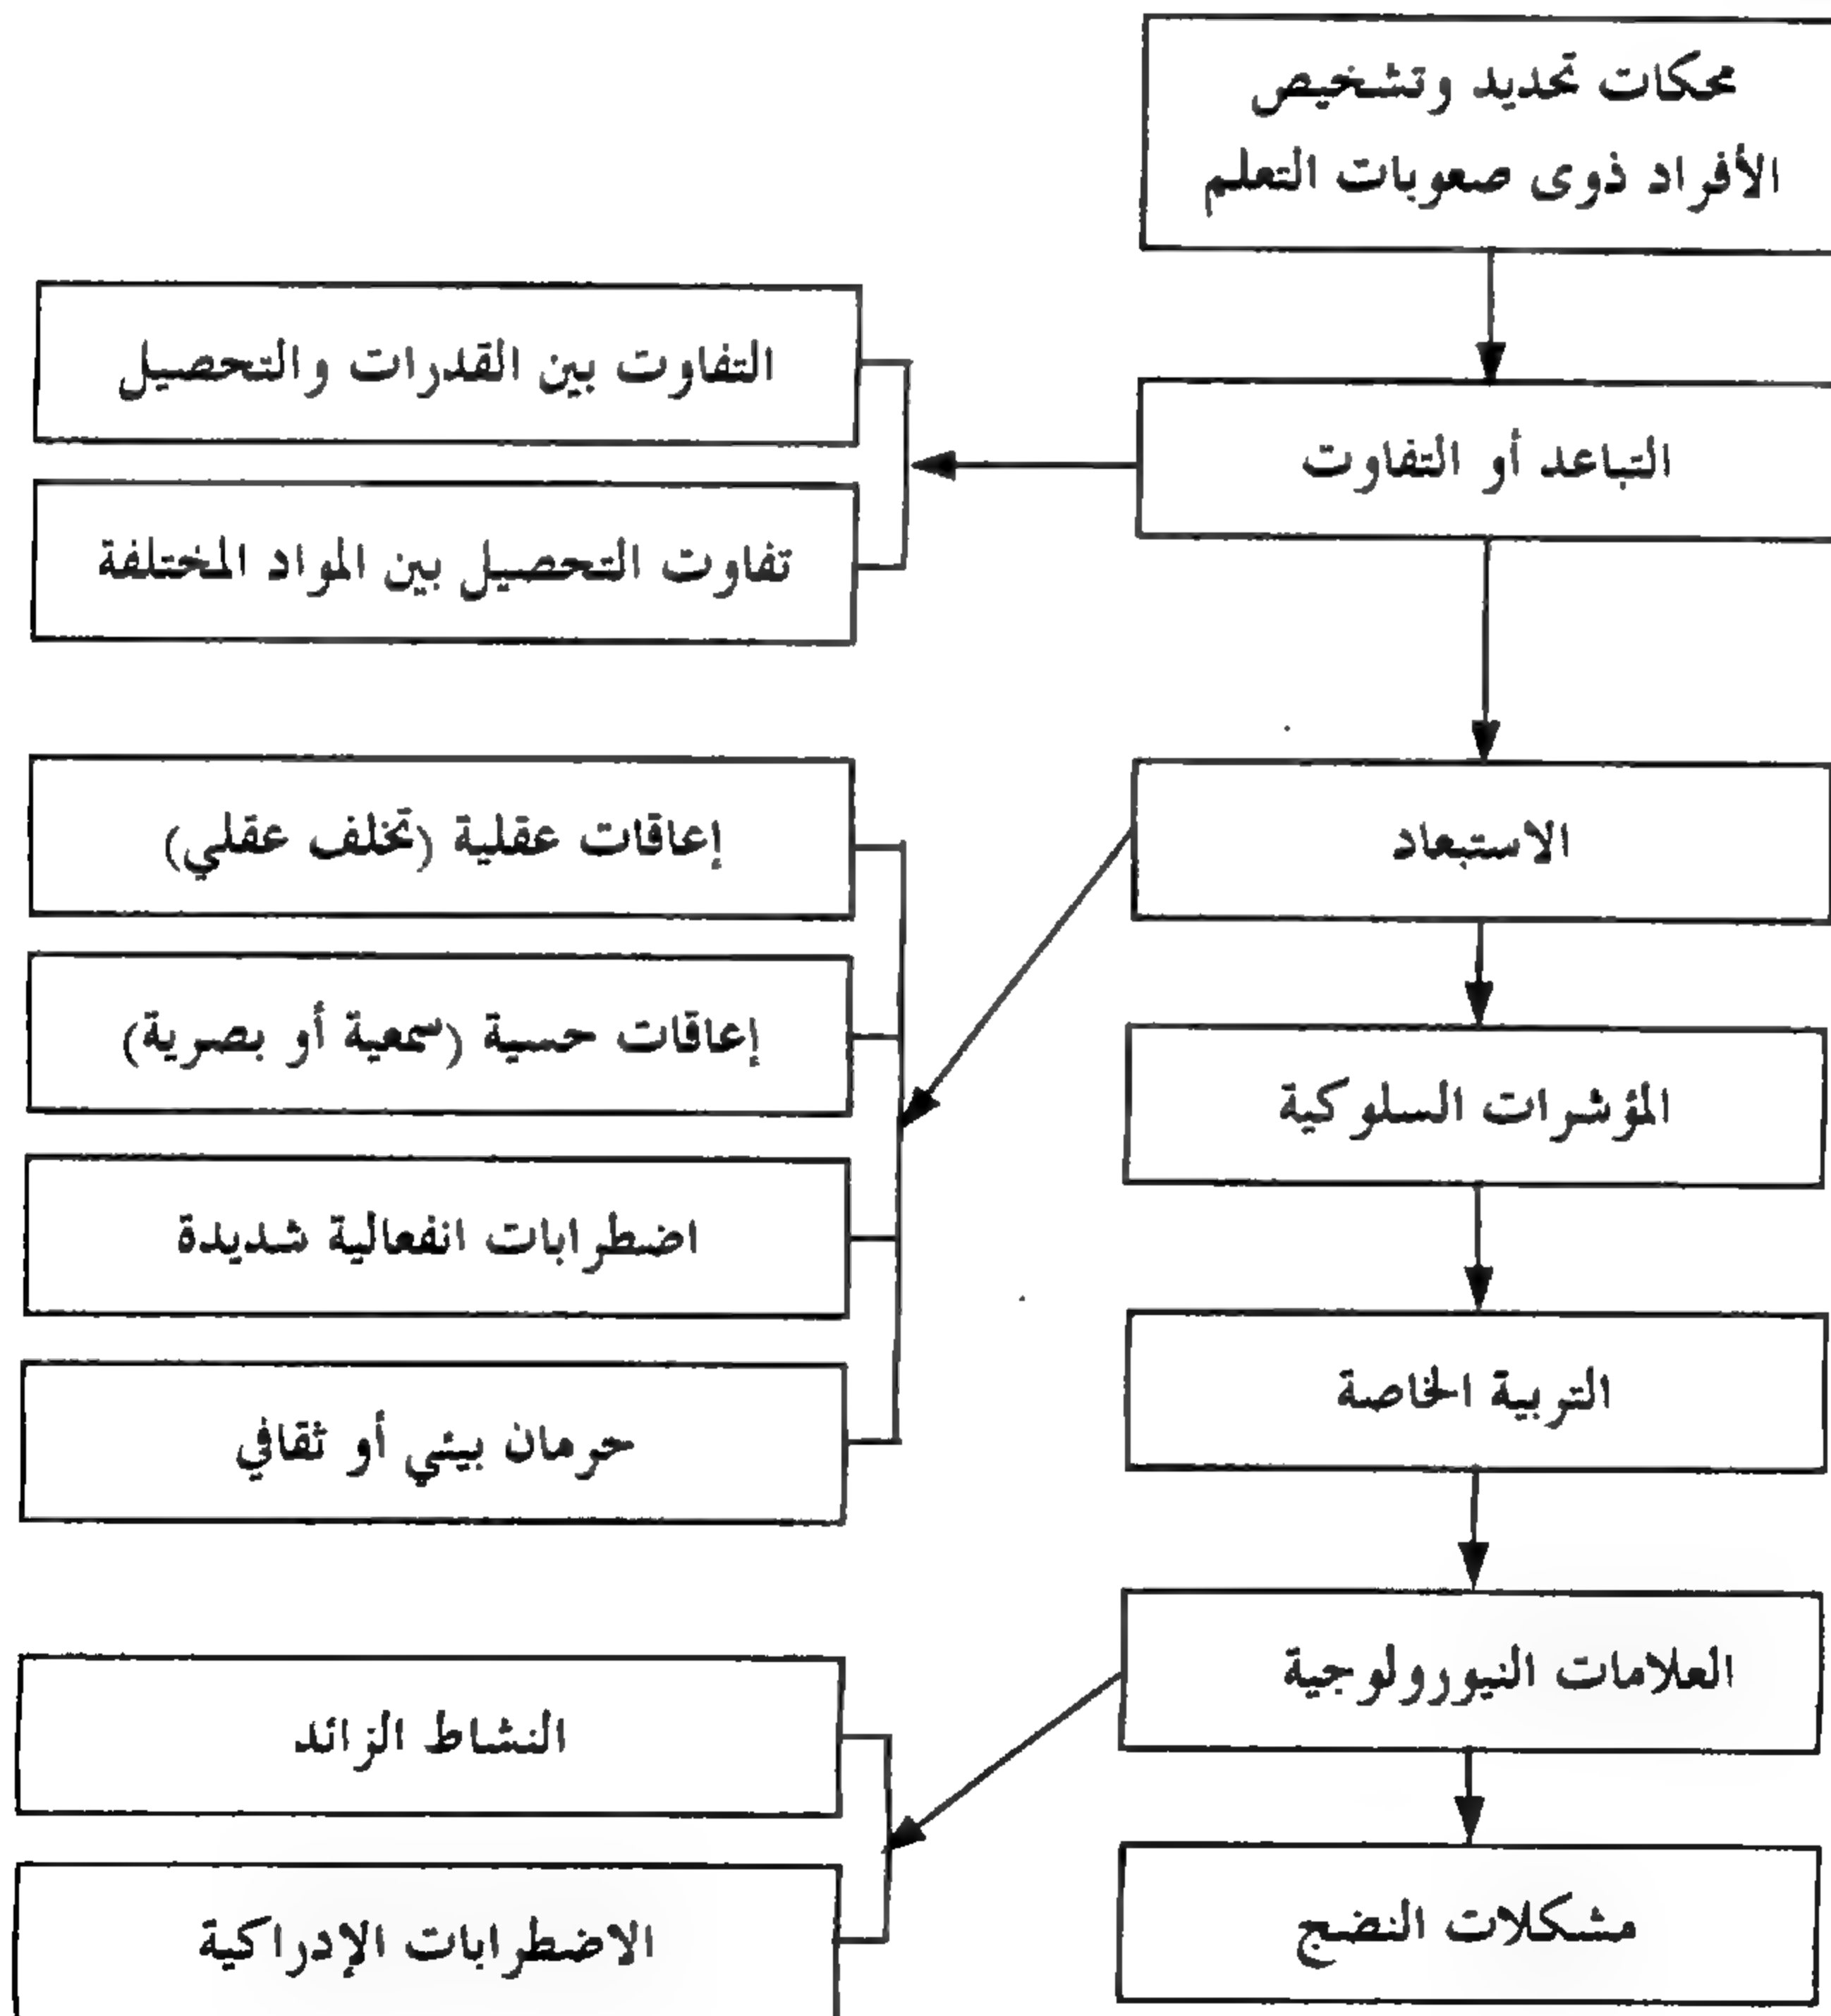 محكات تحديد وتشخيص
الأفراد ذوى صعوبات التعلم
التباعد أو التفاوت
التفاوت بين القدرات والتحصيل
تفاوت التحصيل بين المواد المختلفة
الاستبعاد
إعاقات عقلية (تخلف عقلي)
إعاقات حسية (سمعية أو بصرية)
اضطرابات انفعالية شديدة
حرمان بيئي أو ثقافي
المؤشرات السلوكية
التربية الخاصة
العلامات النيورولوجية
النشاط الزائد
الاضطرابات الإدراكية
مشكلات النضج